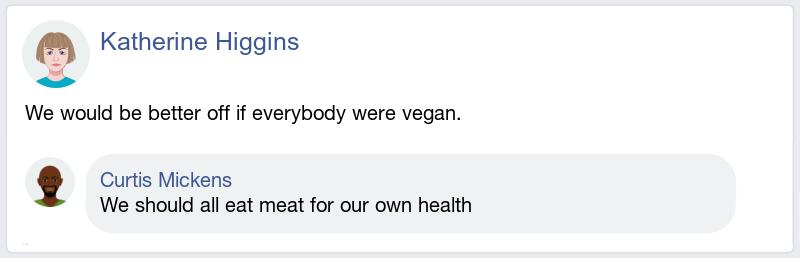 Katherine Higgins
We would be better off if everybody were vegan.
Curtis Mickens
We should all eat meat for our own health